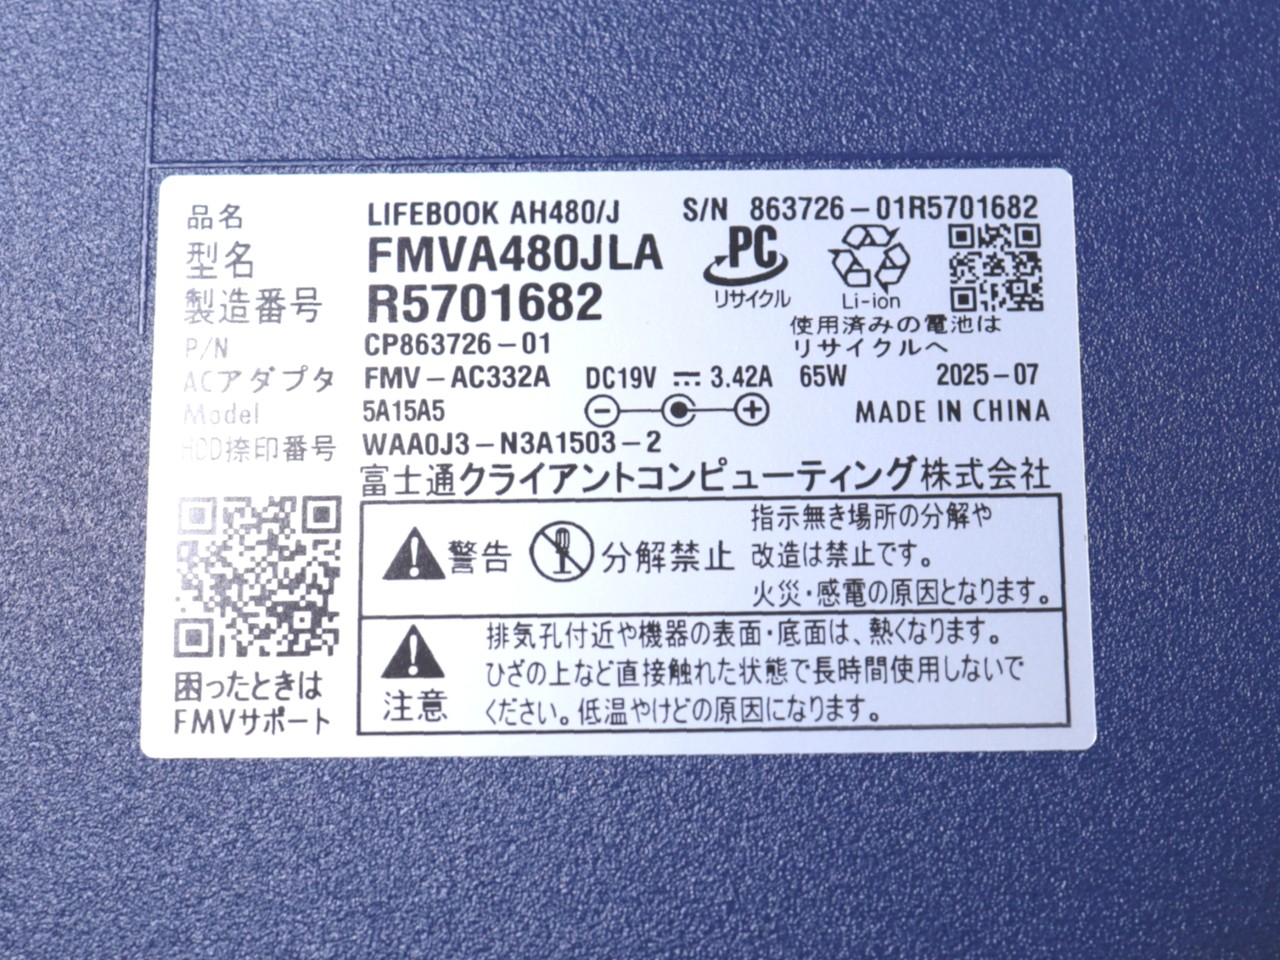 品名 LIFEBOOK AH480/J S/N 863726-01R5701682
型名 FMVA480JLA
製造番号 R5701682
PC
リサイクル
Li-ion
使用済みの電池は
リサイクルへ
P/N CP863726-01
ACアダプタ FMV-AC332A DC19V 3.42A 65W 2025-07
Model 5A15A5 MADE IN CHINA
HDD捺印番号 WAA0J3-N3A1503-2
富士通クライアントコンピューティング株式会社
警告 分解禁止
指示無き場所の分解や
改造は禁止です。
火災・感電の原因となります。
注意
排気孔付近や機器の表面・底面は、熱くなります。
ひざの上など直接触れた状態で長時間使用しないで
ください。低温やけどの原因になります。
困ったときは
FMVサポート